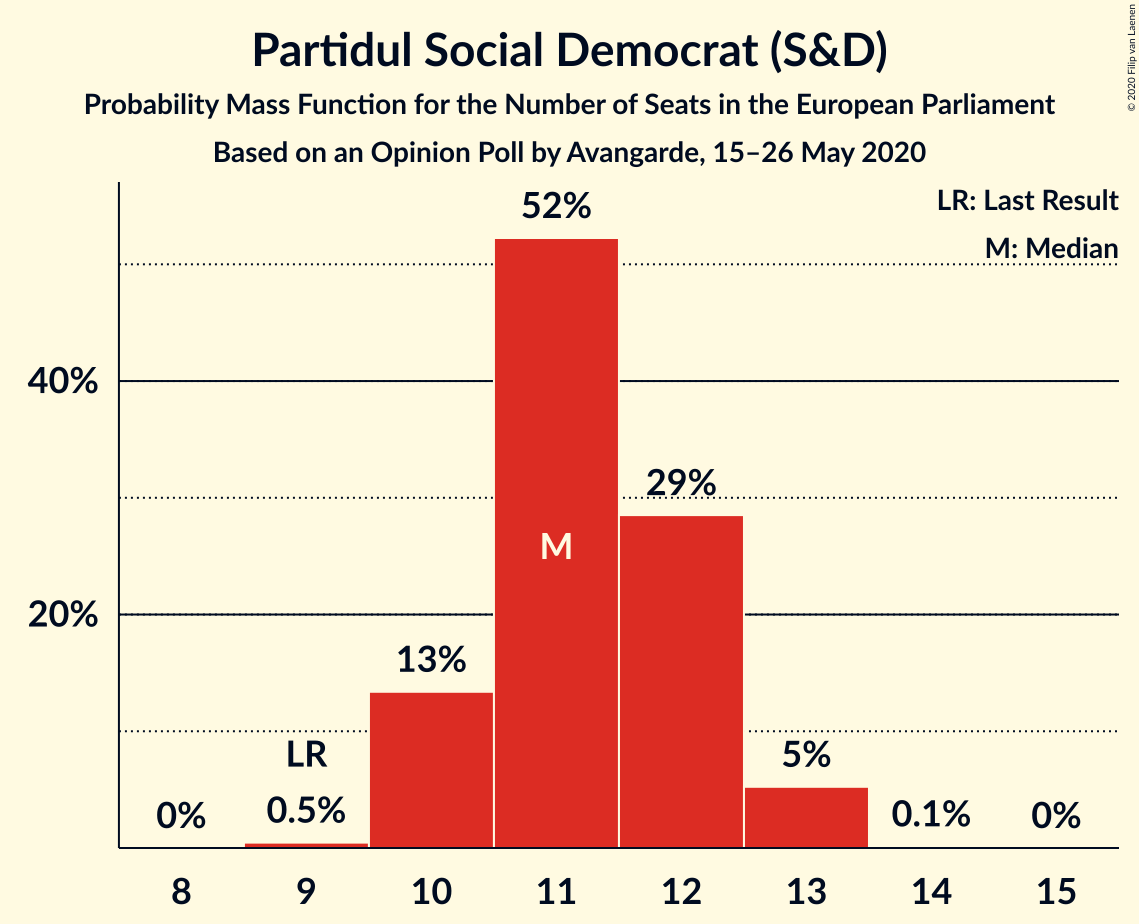 Partidul Social Democrat (S&D)
Probability Mass Function for the Number of Seats in the European Parliament
Based on an Opinion Poll by Avangarde, 15–26 May 2020
© 2020 Filip van Laenen
LR: Last Result
M: Median
52%
40%
29%
M
20%
13%
LR
5%
0%
0.5%
0.1%
0%
8 9 10 11 12 13 14 15